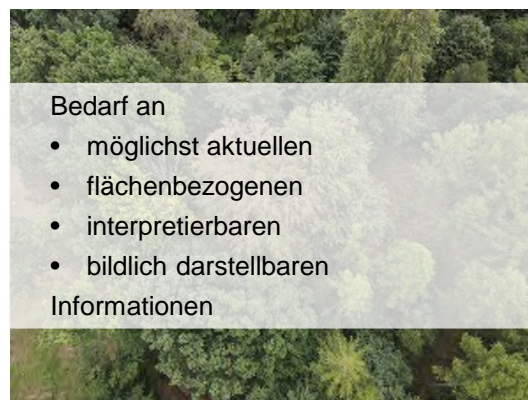 Bedarf an
• möglichst aktuellen
• flächenbezogenen
• interpretierbaren
• bildlich darstellbaren
Informationen